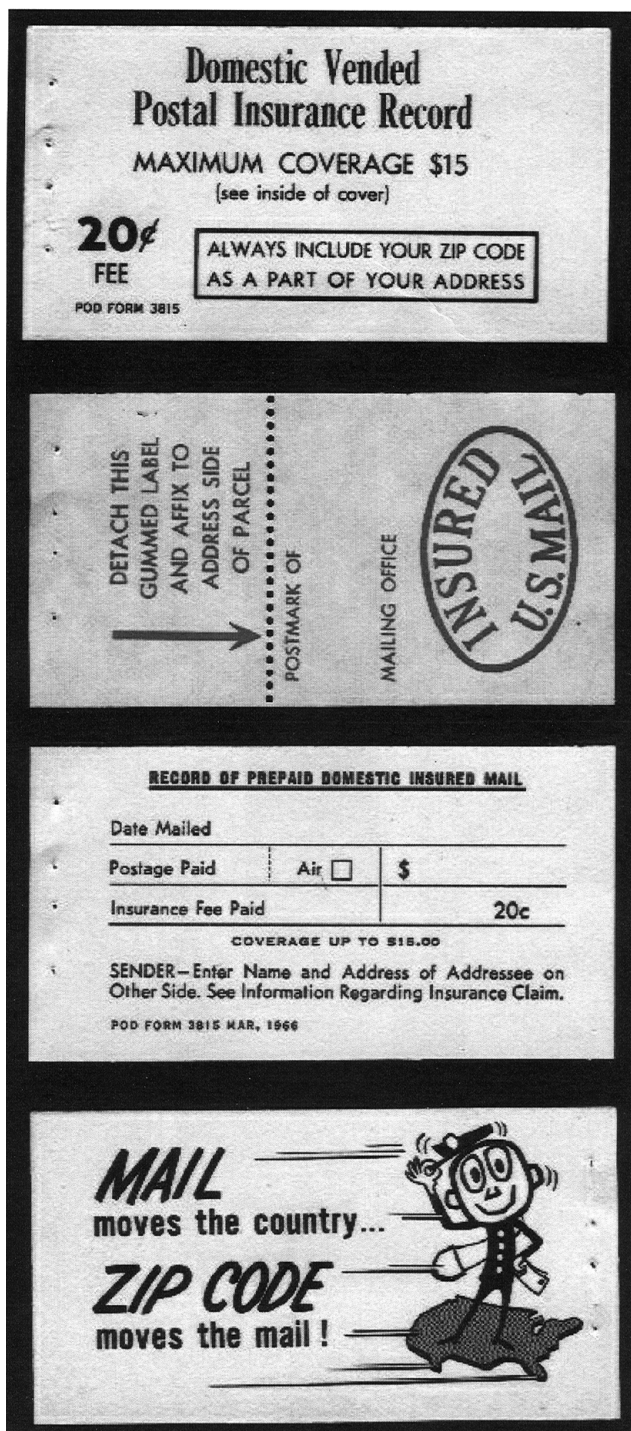 Domestic Vended
Postal Insurance Record
MAXIMUM COVERAGE $15
(see inside of cover)
20¢
FEE
ALWAYS INCLUDE YOUR ZIP CODE
AS A PART OF YOUR ADDRESS
POD FORM 3815
DETACH THIS
GUMMED LABEL
AND AFFIX TO
ADDRESS SIDE
OF PARCEL
POSTMARK OF
MAILING OFFICE
INSURED
U.S.MAIL
RECORD OF PREPAID DOMESTIC INSURED MAIL
Date Mailed
Postage Paid Air $
Insurance Fee Paid 20c
COVERAGE UP TO $15.00
SENDER—Enter Name and Address of Addressee on
Other Side. See Information Regarding Insurance Claim.
POD FORM 3815 MAR, 1966
MAIL
moves the country...
ZIP CODE
moves the mail!